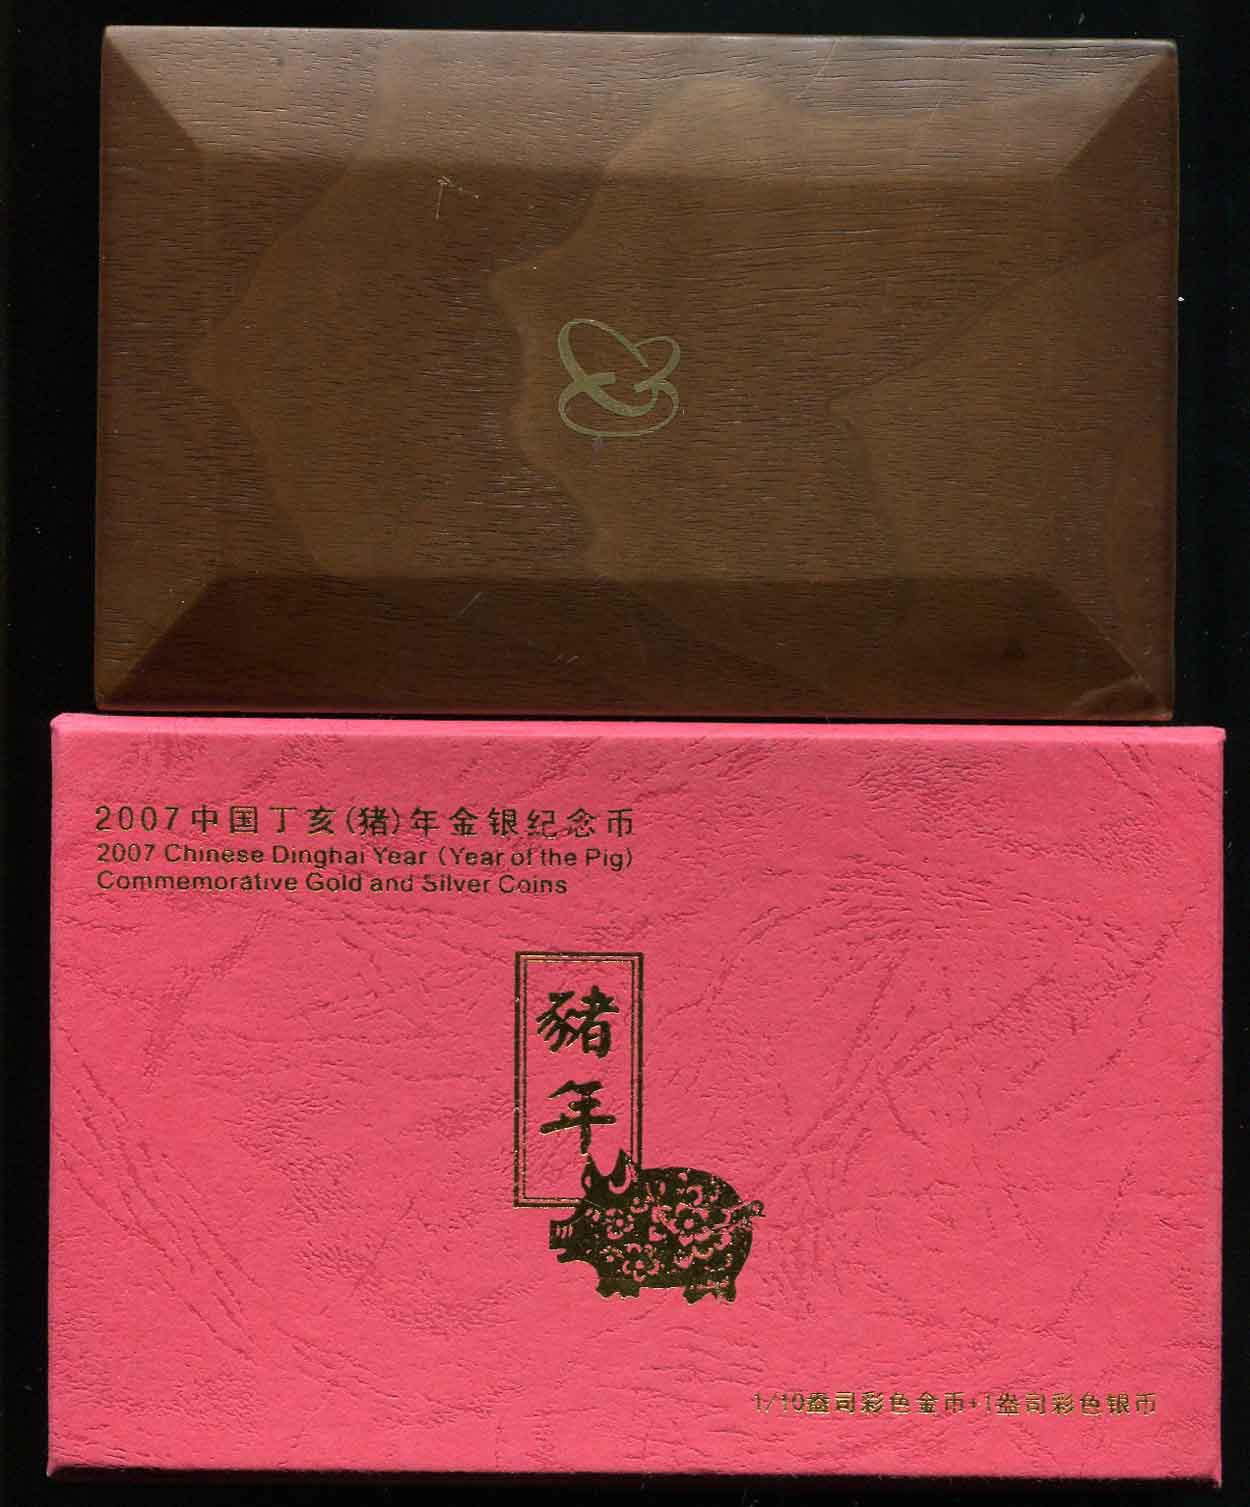 2007中国丁亥(猪)年金银纪念币
2007 Chinese Dinghai Year (Year of the Pig)
Commemorative Gold and Silver Coins
豬
年
1/10盎司彩色金币+1盎司彩色银币